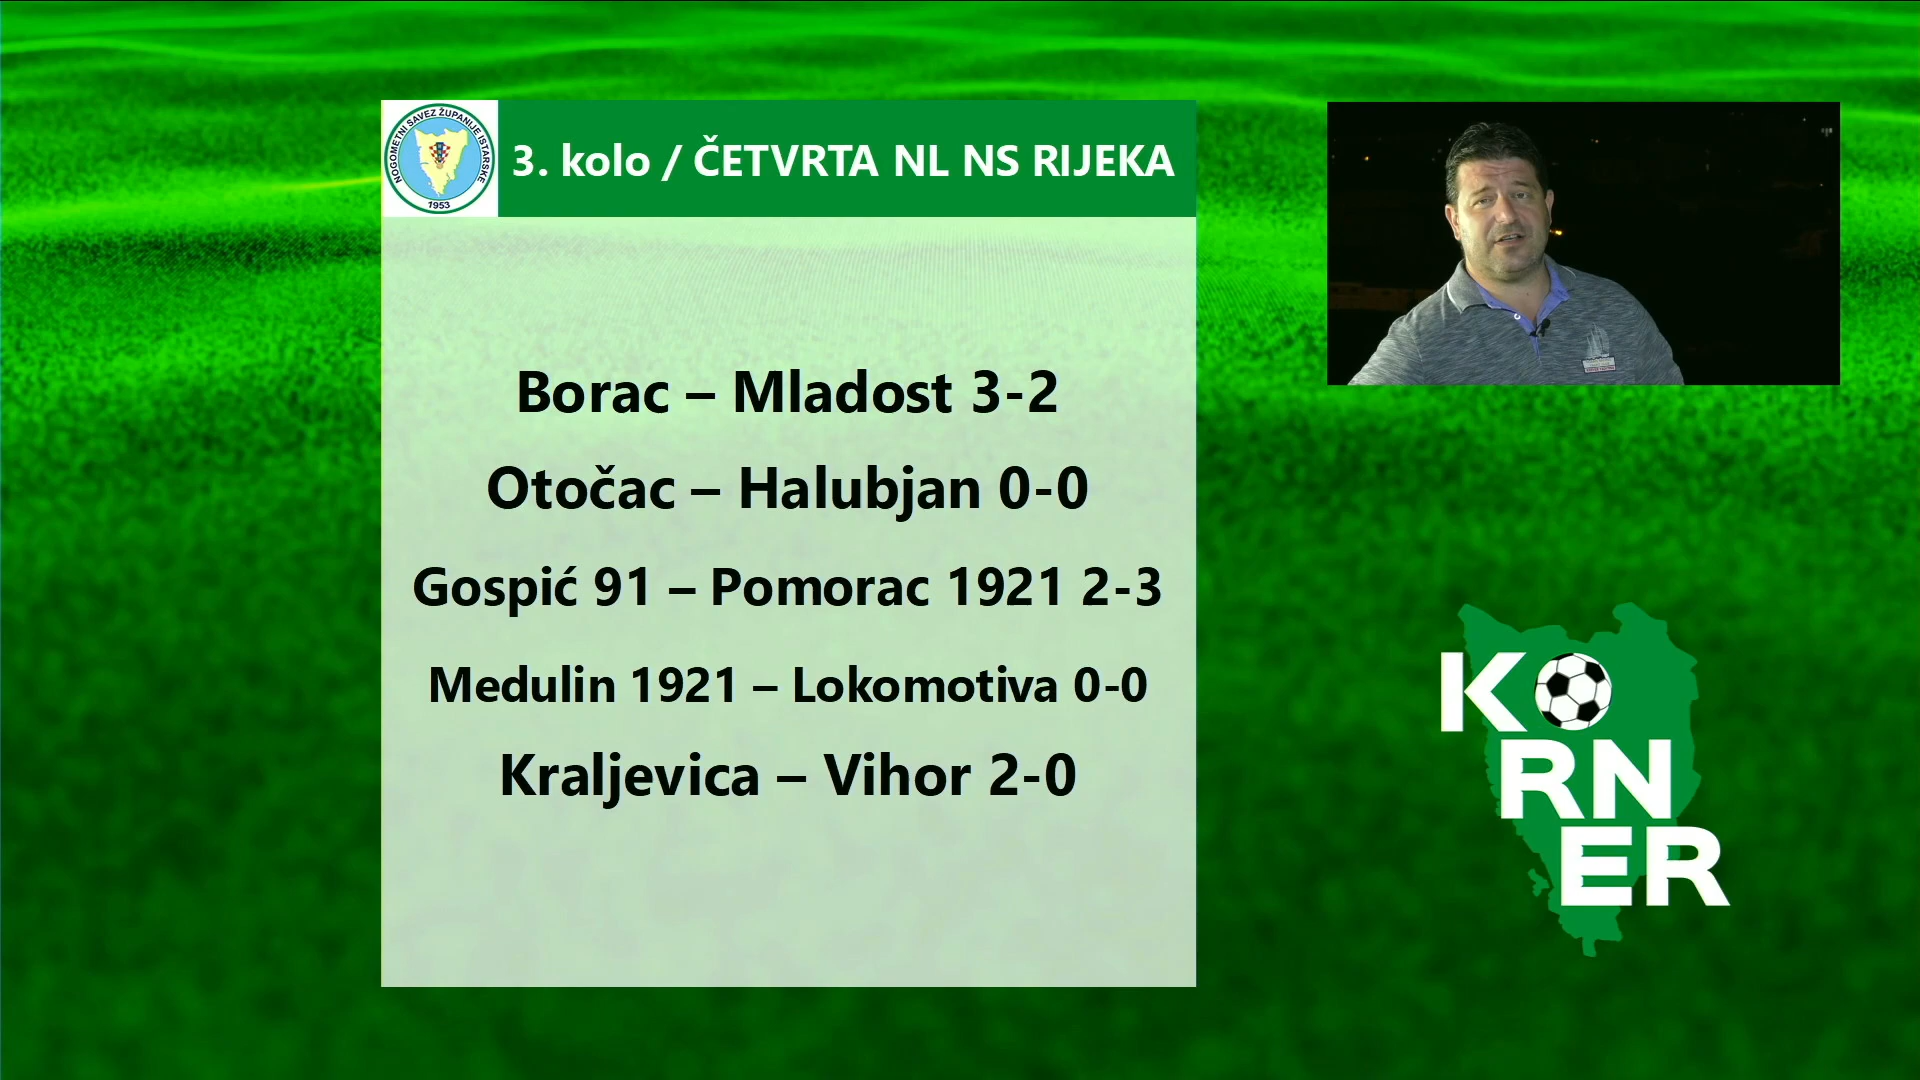 NOGOMETNI SAVEZ ŽUPANIJE ISTARSKE
1953
3. kolo / ČETVRTA NL NS RIJEKA
Borac – Mladost 3-2
Otočac – Halubjan 0-0
Gospić 91 – Pomorac 1921 2-3
Medulin 1921 – Lokomotiva 0-0
Kraljevica – Vihor 2-0
K
RN
ER